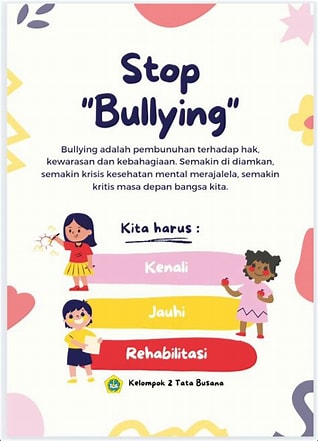 Stop
"Bullying"
Bullying adalah pembunuhan terhadap hak,
kewarasan dan kebahagiaan. Semakin di diamkan,
semakin krisis kesehatan mental merajalela, semakin
kritis masa depan bangsa kita.
Kita harus :
Kenali
Jauhi
Rehabilitasi
Kelompok 2 Tata Busana